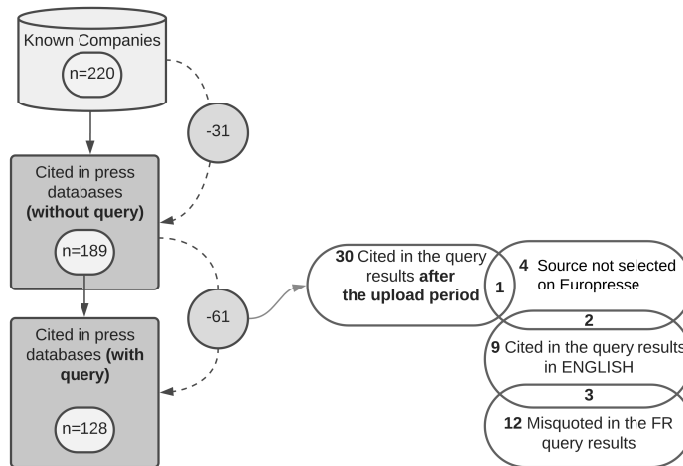 Known Companies
n=220
-31
Cited in press
databases
(without query)
n=189
-61
Cited in press
databases (with
query)
n=128
30 Cited in the query
results after
the upload period
1
4 Source not selected
on Europresse
2
9 Cited in the query results
in ENGLISH
3
12 Misquoted in the FR
query results